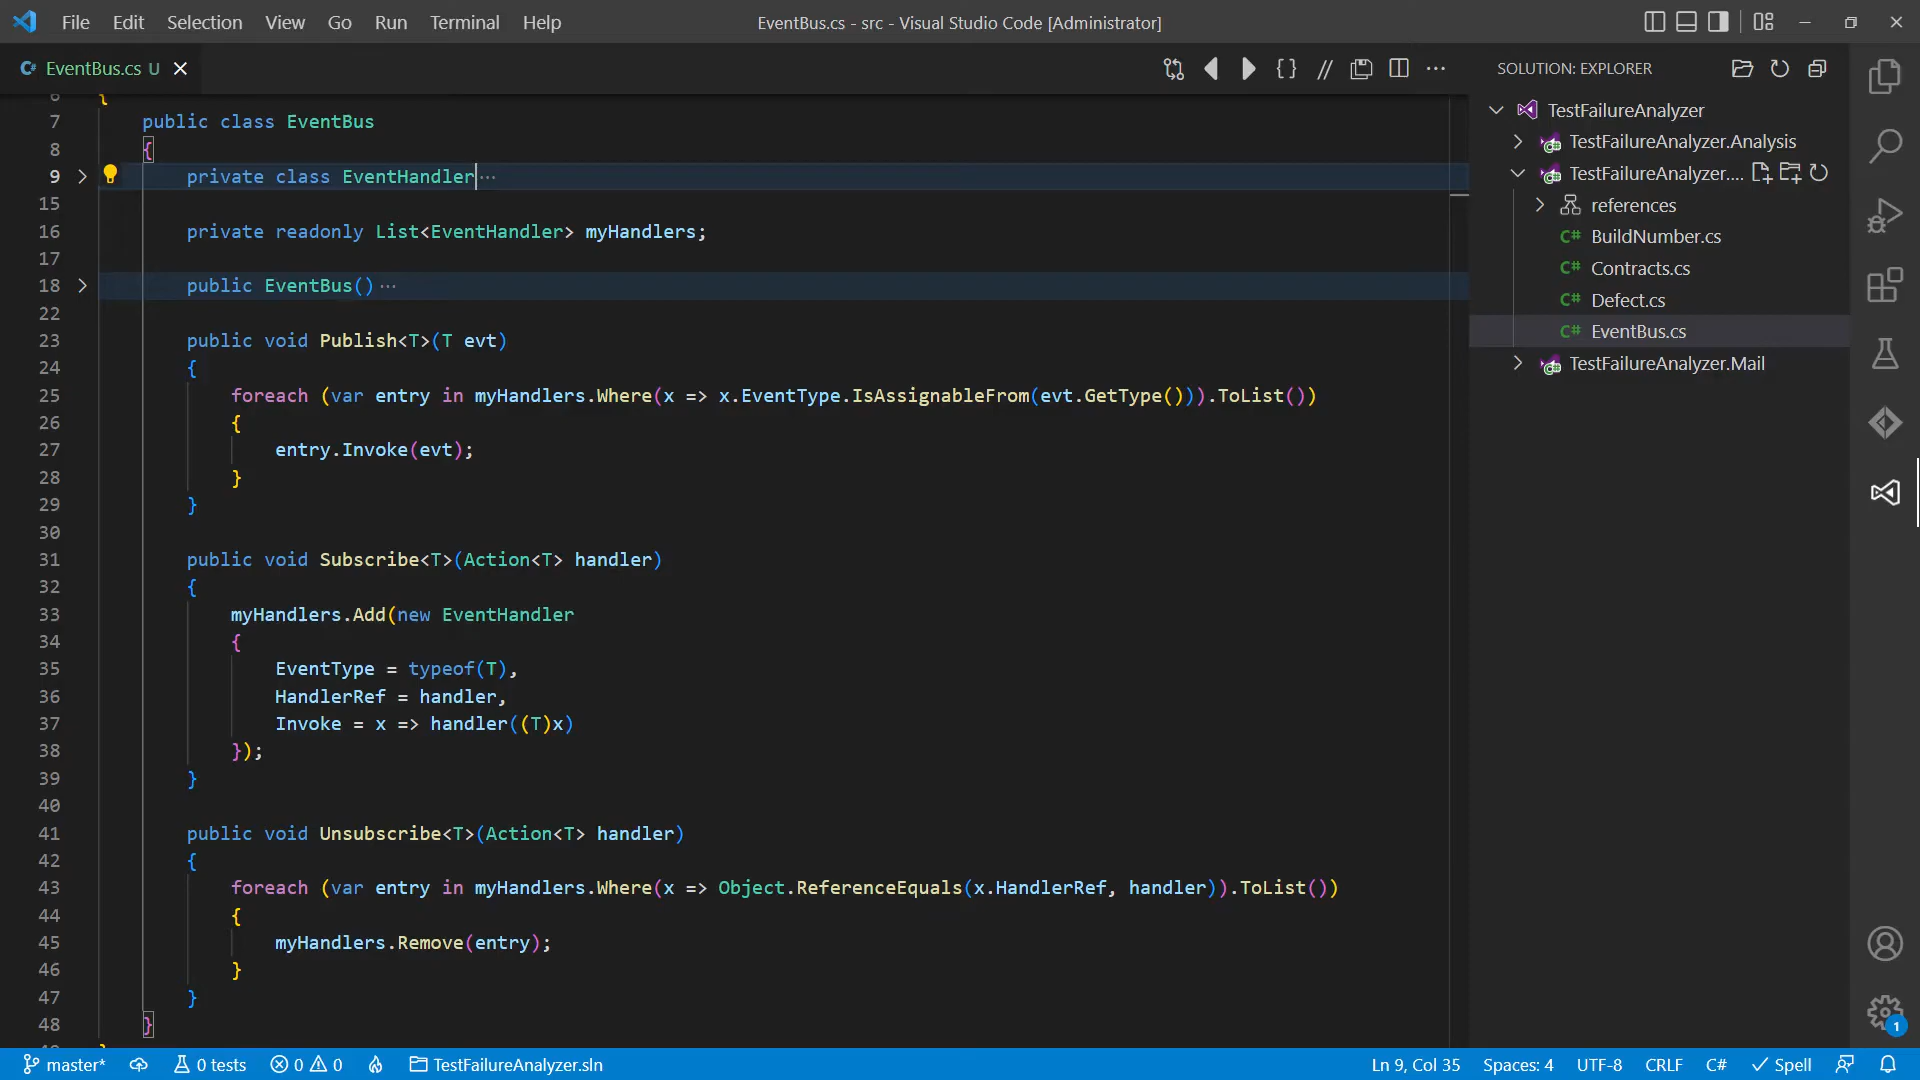 File Edit Selection View Go Run Terminal Help
EventBus.cs - src - Visual Studio Code [Administrator]
C# EventBus.cs U
SOLUTION: EXPLORER
6 {
7 public class EventBus
8 {
9 private class EventHandler···
15
16 private readonly List<EventHandler> myHandlers;
17
18 public EventBus()···
22
23 public void Publish<T>(T evt)
24 {
25 foreach (var entry in myHandlers.Where(x => x.EventType.IsAssignableFrom(evt.GetType())).ToList())
26 {
27 entry.Invoke(evt);
28 }
29 }
30
31 public void Subscribe<T>(Action<T> handler)
32 {
33 myHandlers.Add(new EventHandler
34 {
35 EventType = typeof(T),
36 HandlerRef = handler,
37 Invoke = x => handler((T)x)
38 });
39 }
40
41 public void Unsubscribe<T>(Action<T> handler)
42 {
43 foreach (var entry in myHandlers.Where(x => Object.ReferenceEquals(x.HandlerRef, handler)).ToList())
44 {
45 myHandlers.Remove(entry);
46 }
47 }
48 }
TestFailureAnalyzer
TestFailureAnalyzer.Analysis
TestFailureAnalyzer....
references
C# BuildNumber.cs
C# Contracts.cs
C# Defect.cs
C# EventBus.cs
TestFailureAnalyzer.Mail
1
master* 0 tests 0 0 TestFailureAnalyzer.sln Ln 9, Col 35 Spaces: 4 UTF-8 CRLF C# Spell